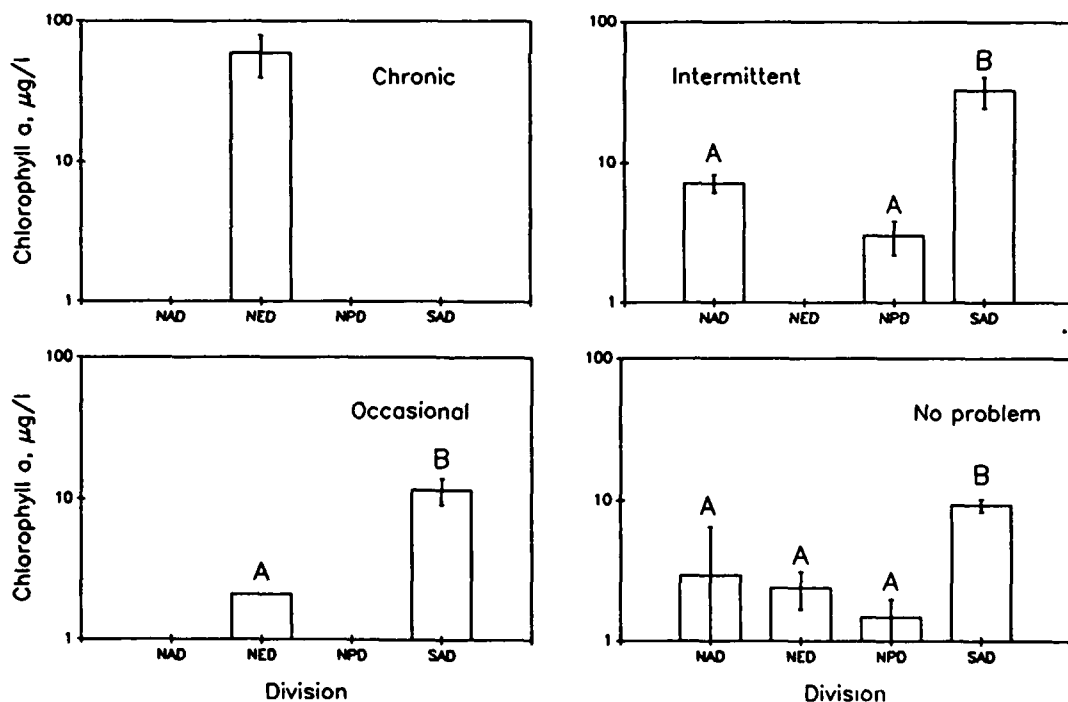 Chlorophyll a, µg/l
100
10
1
Chronic
NAD NED NPD SAD
100
10
1
Intermittent
A
A
B
NAD NED NPD SAD
Chlorophyll a, µg/l
100
10
1
Occasional
A
B
NAD NED NPD SAD
Division
100
10
1
No problem
A
A
A
B
NAD NED NPD SAD
Division